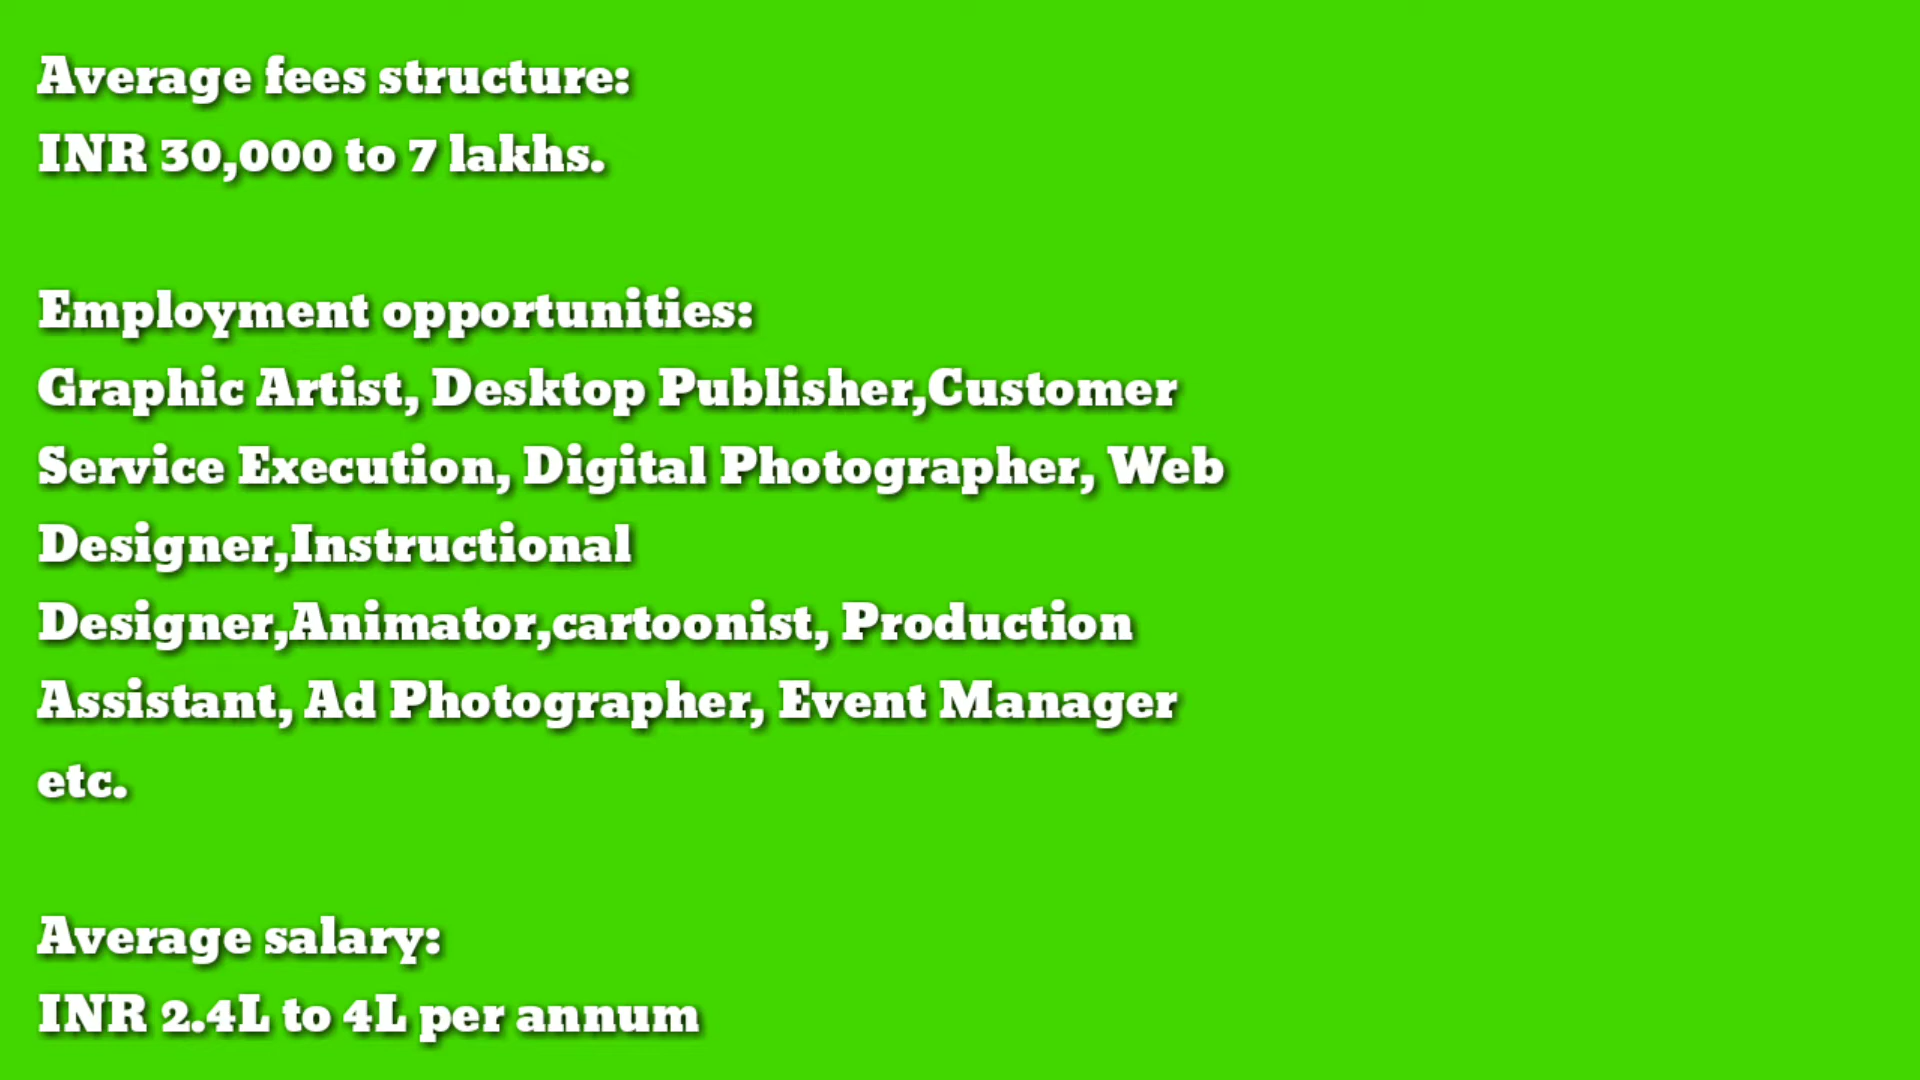 Average fees structure:
INR 30,000 to 7 lakhs.
Employment opportunities:
Graphic Artist, Desktop Publisher,Customer
Service Execution, Digital Photographer, Web
Designer,Instructional
Designer,Animator,cartoonist, Production
Assistant, Ad Photographer, Event Manager
etc.
Average salary:
INR 2.4L to 4L per annum